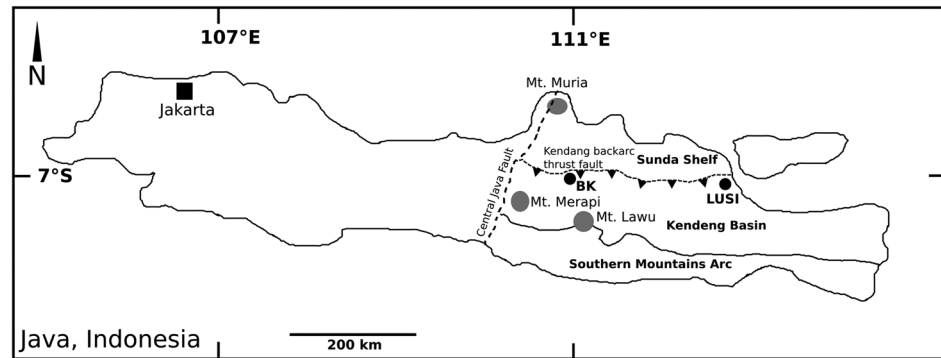 107°E
111°E
N
Mt. Muria
Jakarta
Kendang backarc
thrust fault
Sunda Shelf
Central Java Fault
7°S
BK
LUSI
Mt. Merapi
Mt. Lawu
Kendeng Basin
Southern Mountains Arc
Java, Indonesia
200 km